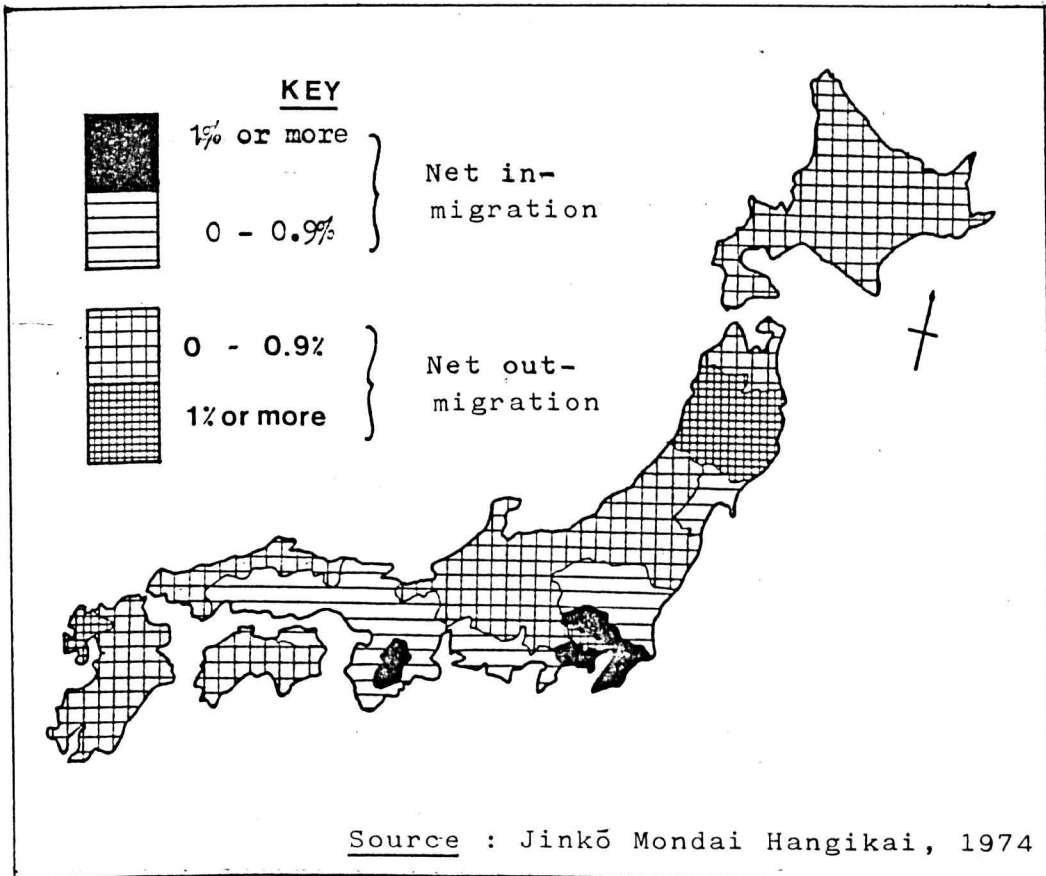 KEY
1% or more
Net in-
migration
0 - 0.9%
0 - 0.9%
Net out-
migration
1% or more
Source : Jinkō Mondai Hangikai, 1974